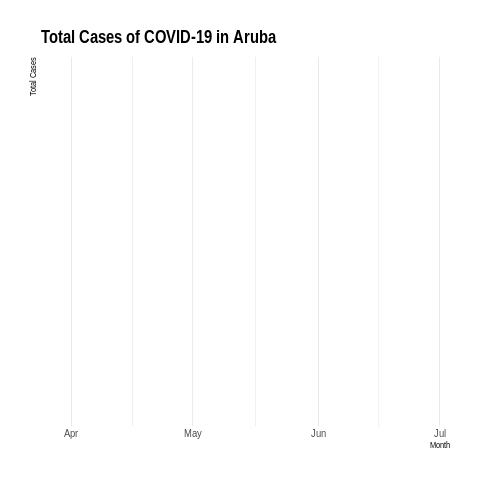 Total Cases of COVID-19 in Aruba
Total Cases
Apr May Jun Jul
Month